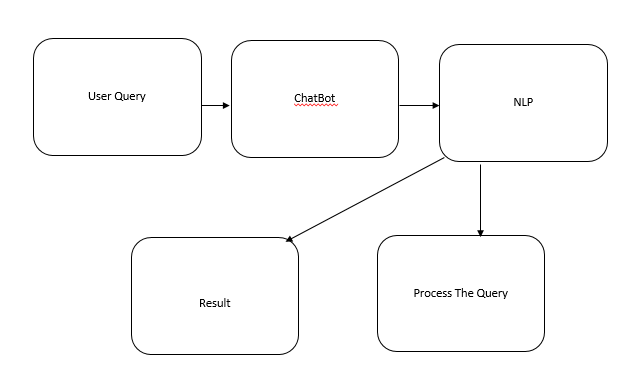 User Query
ChatBot
NLP
Result
Process The Query